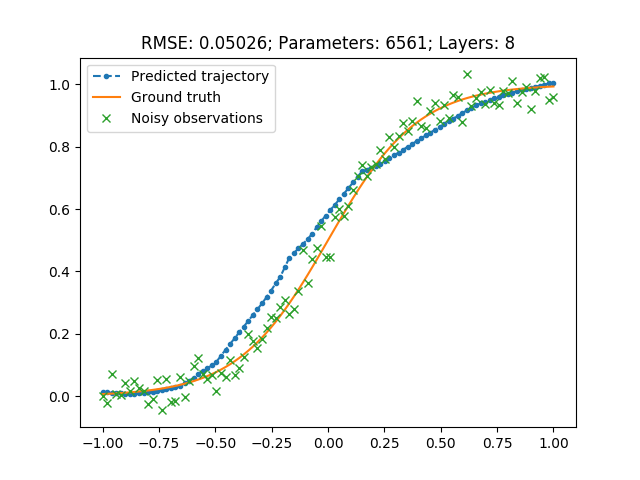 RMSE: 0.05026; Parameters: 6561; Layers: 8
Predicted trajectory
Ground truth
Noisy observations
1.0
0.8
0.6
0.4
0.2
0.0
−1.00 −0.75 −0.50 −0.25 0.00 0.25 0.50 0.75 1.00